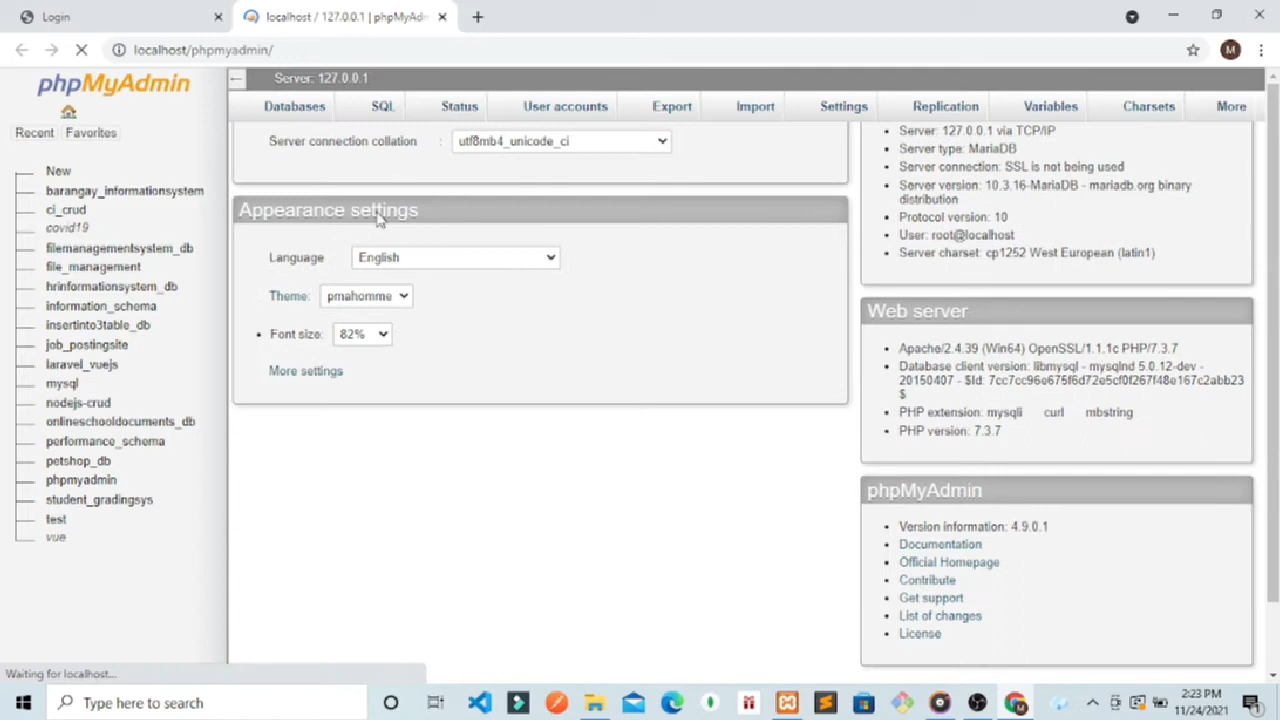 Login
localhost / 127.0.0.1 | phpMyAdm
localhost/phpmyadmin/
M
phpMyAdmin
Recent Favorites
New
barangay_informationsystem
ci_crud
covid19
filemanagementsystem_db
file_management
hrinformationsystem_db
information_schema
insertinto3table_db
job_postingsite
laravel_vuejs
mysql
nodejs-crud
onlineschooldocuments_db
performance_schema
petshop_db
phpmyadmin
student_gradingsys
test
vue
Waiting for localhost...
Server: 127.0.0.1
Databases SQL Status User accounts Export Import Settings Replication Variables Charsets More
Server connection collation : utf8mb4_unicode_ci
Appearance settings
Language English
Theme: pmahomme
Font size: 82%
More settings
Server: 127.0.0.1 via TCP/IP
Server type: MariaDB
Server connection: SSL is not being used
Server version: 10.3.16-MariaDB - mariadb.org binary
distribution
Protocol version: 10
User: root@localhost
Server charset: cp1252 West European (latin1)
Web server
Apache/2.4.39 (Win64) OpenSSL/1.1.1c PHP/7.3.7
Database client version: libmysql - mysqlnd 5.0.12-dev -
20150407 - $Id: 7cc7cc96e675f6d72e5cf0f267f48e167c2abb23
$
PHP extension: mysqli curl mbstring
PHP version: 7.3.7
phpMyAdmin
Version information: 4.9.0.1
Documentation
Official Homepage
Contribute
Get support
List of changes
License
Type here to search
2:23 PM
11/24/2021